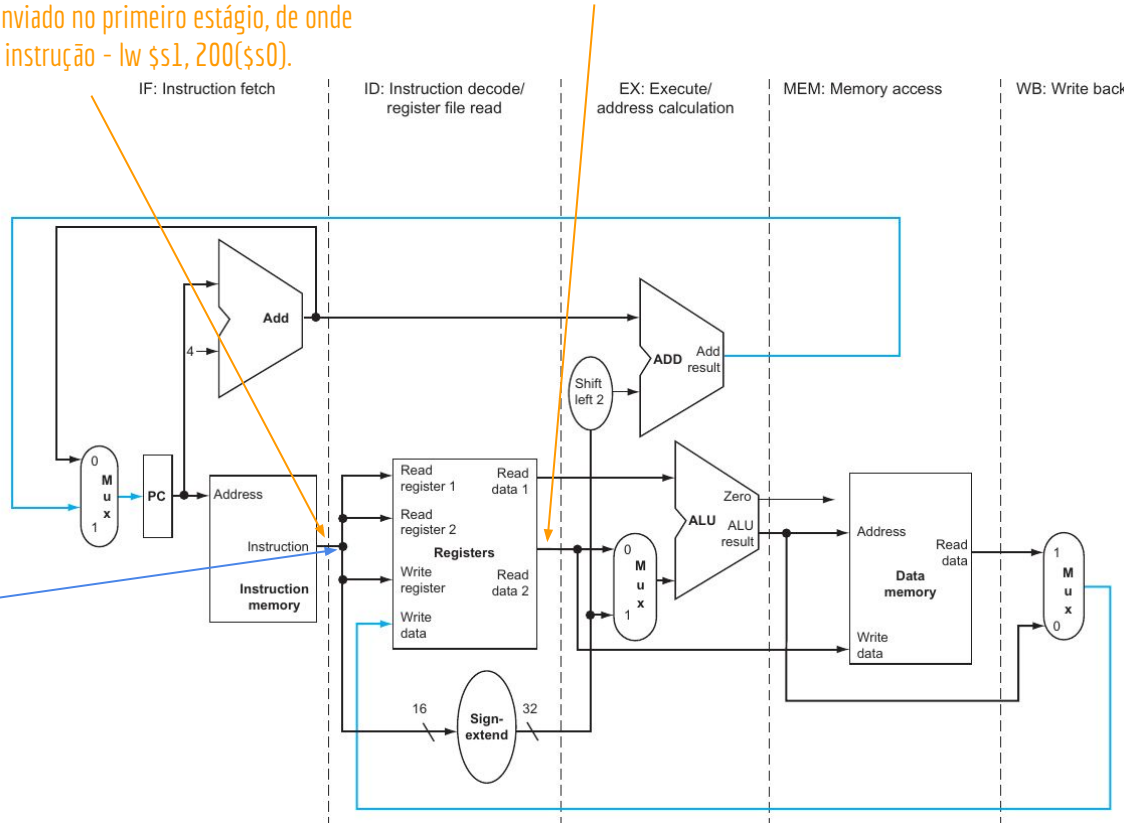 nviado no primeiro estágio, de onde
instrução - lw $s1, 200($s0).
IF: Instruction fetch
ID: Instruction decode/
register file read
EX: Execute/
address calculation
MEM: Memory access
WB: Write back
Add
4
ADD
Add
result
Shift
left 2
0
M
u
x
1
PC
Address
Instruction
Instruction
memory
Read
register 1
Read
register 2
Write
register
Write
data
Registers
Read
data 1
Read
data 2
0
M
u
x
1
Zero
ALU
ALU
result
Address
Read
data
Data
memory
Write
data
1
M
u
x
0
16
Sign-
extend
32